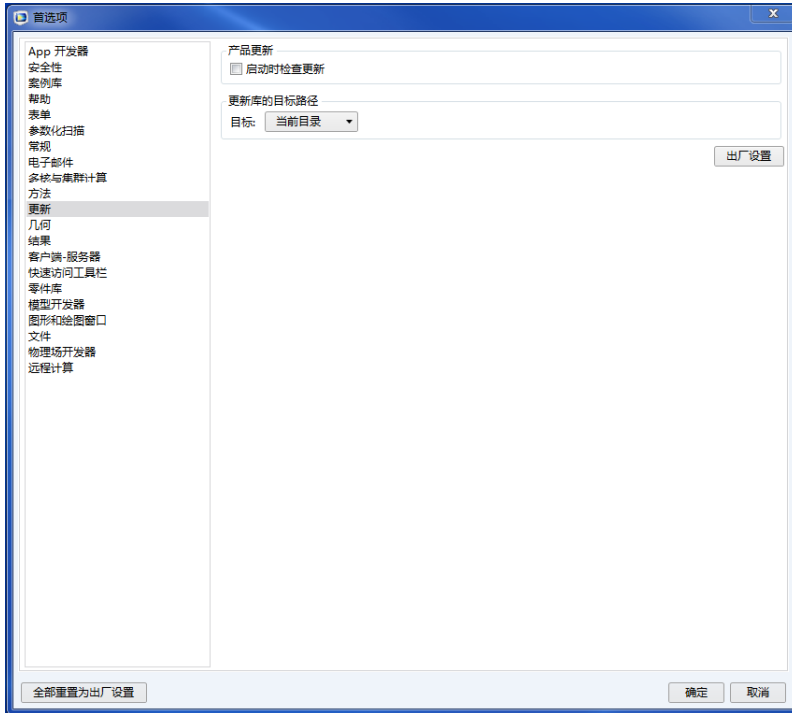 首选项
x
App 开发器
安全性
案例库
帮助
表单
参数化扫描
常规
电子邮件
多核与集群计算
方法
更新
几何
结果
客户端-服务器
快速访问工具栏
零件库
模型开发器
图形和绘图窗口
文件
物理场开发器
远程计算
产品更新
启动时检查更新
更新库的目标路径
目标: 当前目录
出厂设置
全部重置为出厂设置
确定 取消